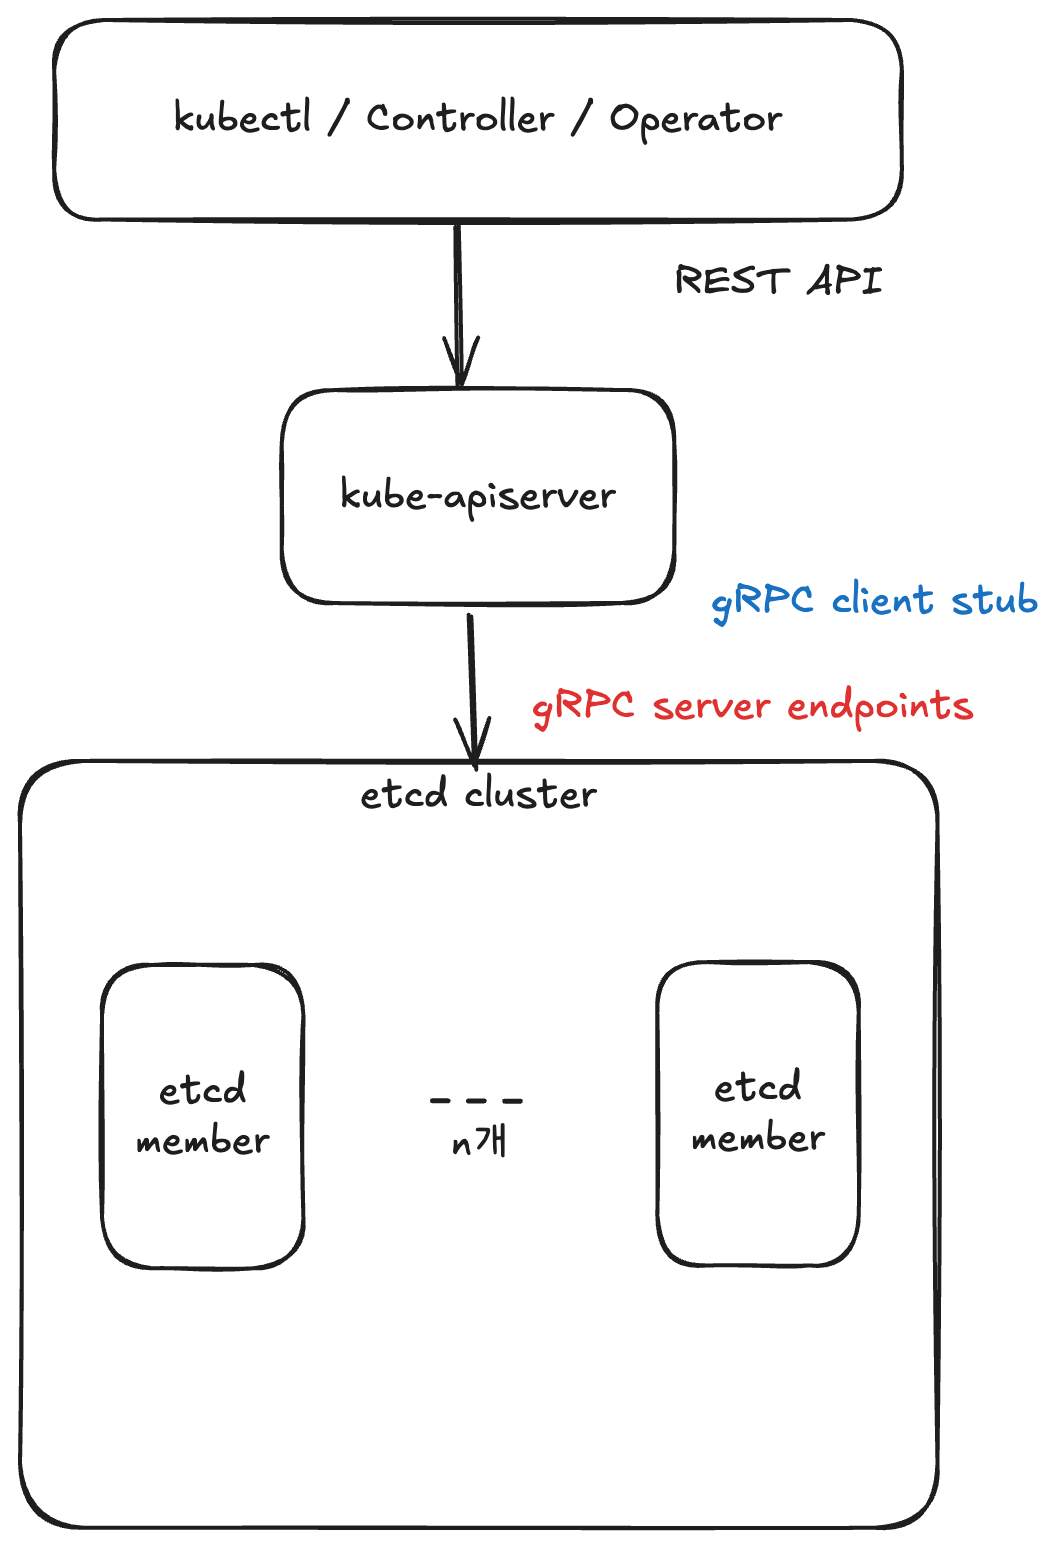 kubectl / Controller / Operator
REST API
kube-apiserver
gRPC client stub
gRPC server endpoints
etcd cluster
etcd
member
---
n개
etcd
member